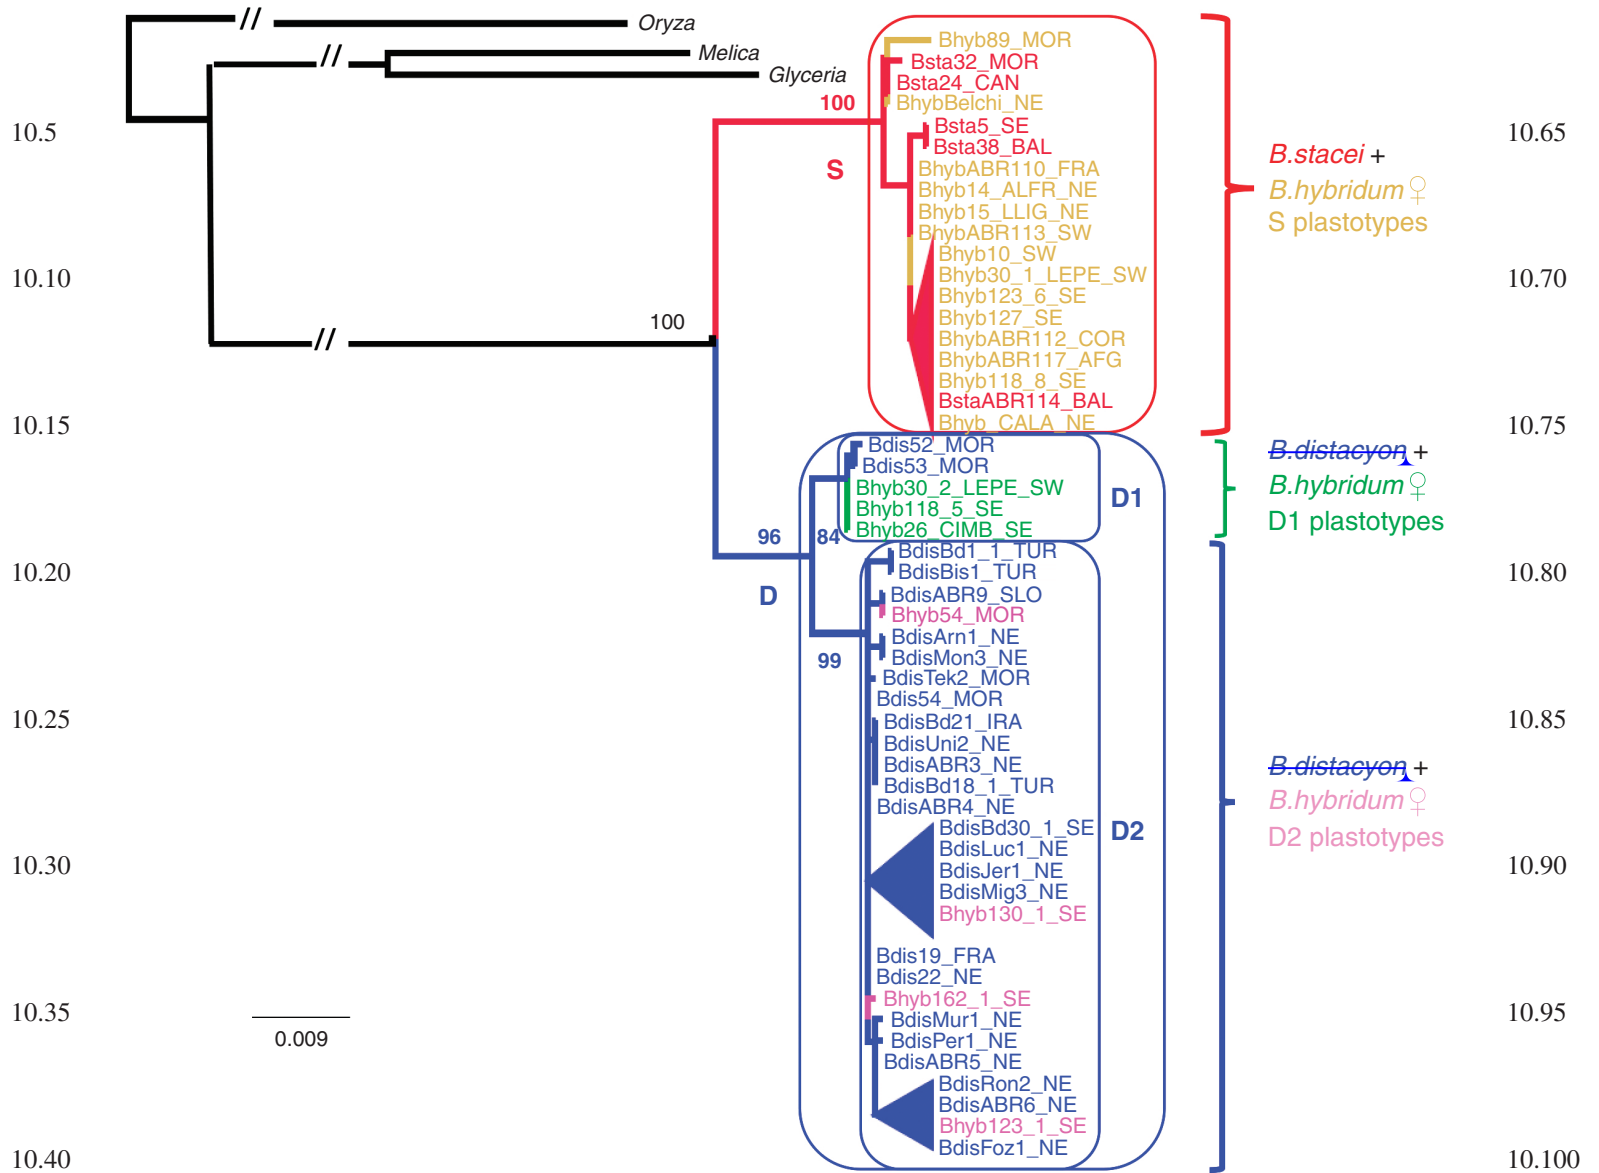 Oryza
Melica
Glyceria
//
//
//
100
100
S
96
84
D
99
D1
D2
Bhyb89_MOR
Bsta32_MOR
Bsta24_CAN
BhybBelchi_NE
Bsta5_SE
Bsta38_BAL
BhybABR110_FRA
Bhyb14_ALFR_NE
Bhyb15_LLIG_NE
BhybABR113_SW
Bhyb10_SW
Bhyb30_1_LEPE_SW
Bhyb123_6_SE
Bhyb127_SE
BhybABR112_COR
BhybABR117_AFG
Bhyb118_8_SE
BstaABR114_BAL
Bhyb_CALA_NE
Bdis52_MOR
Bdis53_MOR
Bhyb30_2_LEPE_SW
Bhyb118_5_SE
Bhyb26_CIMB_SE
BdisBd1_1_TUR
BdisBis1_TUR
BdisABR9_SLO
Bhyb54_MOR
BdisArn1_NE
BdisMon3_NE
BdisTek2_MOR
Bdis54_MOR
BdisBd21_IRA
BdisUni2_NE
BdisABR3_NE
BdisBd18_1_TUR
BdisABR4_NE
BdisBd30_1_SE
BdisLuc1_NE
BdisJer1_NE
BdisMig3_NE
Bhyb130_1_SE
Bdis19_FRA
Bdis22_NE
Bhyb162_1_SE
BdisMur1_NE
BdisPer1_NE
BdisABR5_NE
BdisRon2_NE
BdisABR6_NE
Bhyb123_1_SE
BdisFoz1_NE
B.stacei +
B.hybridum ♀
S plastotypes
B.distacyon +
B.hybridum ♀
D1 plastotypes
B.distacyon +
B.hybridum ♀
D2 plastotypes
0.009
10.5
10.10
10.15
10.20
10.25
10.30
10.35
10.40
10.65
10.70
10.75
10.80
10.85
10.90
10.95
10.100